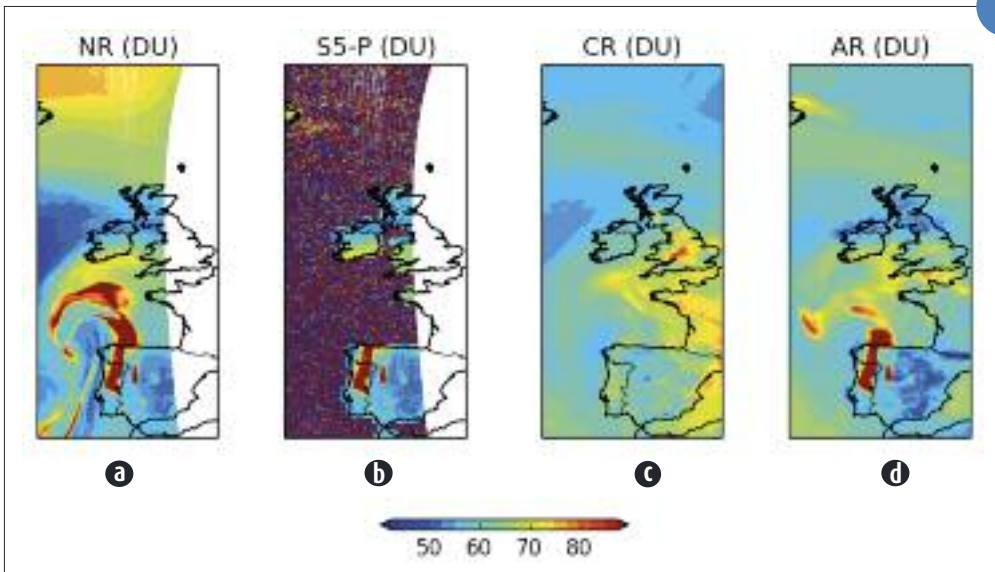 NR (DU)
S5-P (DU)
CR (DU)
AR (DU)
a
b
c
d
50 60 70 80